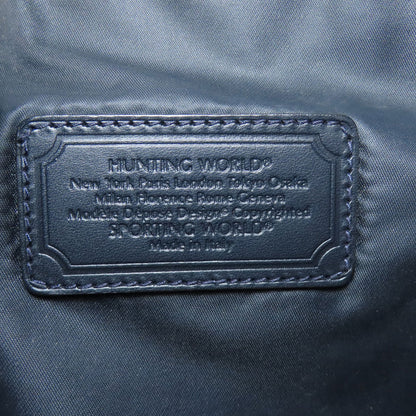 HUNTING WORLD®
New York Paris London Tokyo Osaka
Milan Florence Rome Geneva
Modele Depose Design© Copyrighted
SPORTING WORLD®
Made in Italy